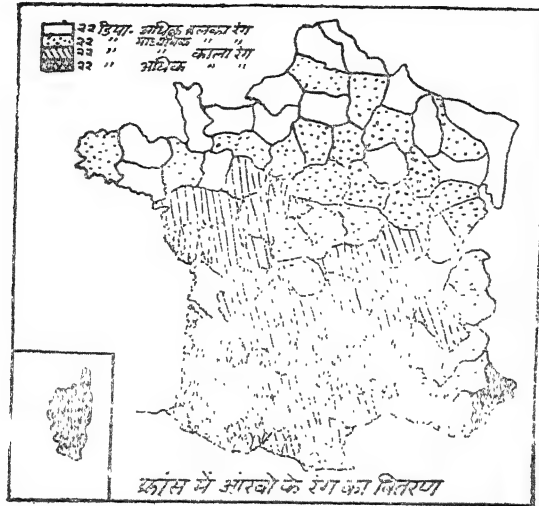 २२ डिपा- अधिक हलका रंग
२२ " माध्यमिक " "
२२ " " काला रंग
२२ " अधिक " "
फ्रांस में आंखो के रंग का वितरण